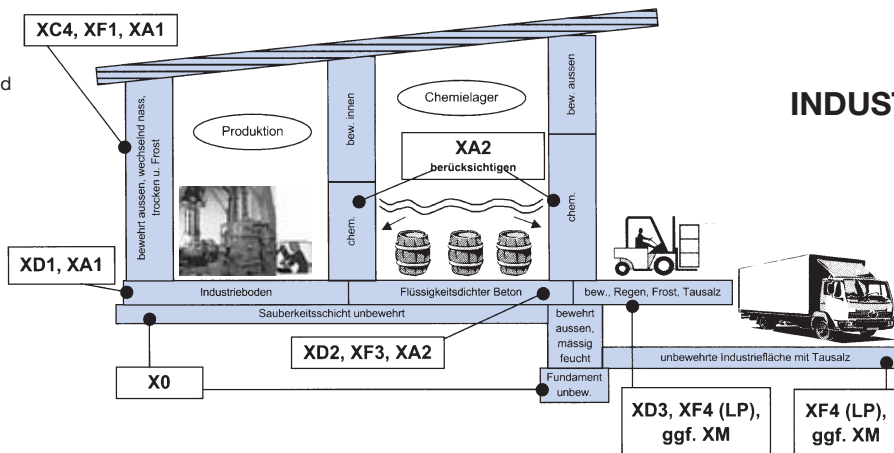 XC4, XF1, XA1
d
INDUST
Produktion
Chemielager
bewehrt aussen, wechselnd nass,
trocken u. Frost
bew. innen
bew. aussen
XA2
berücksichtigen
chem.
chem.
XD1, XA1
Industrieboden
Flüssigkeitsdichter Beton
bew., Regen, Frost, Tausalz
Sauberkeitsschicht unbewehrt
bewehrt
aussen,
mässig
feucht
XD2, XF3, XA2
unbewehrte Industriefläche mit Tausalz
X0
Fundament
unbew.
XD3, XF4 (LP),
ggf. XM
XF4 (LP),
ggf. XM